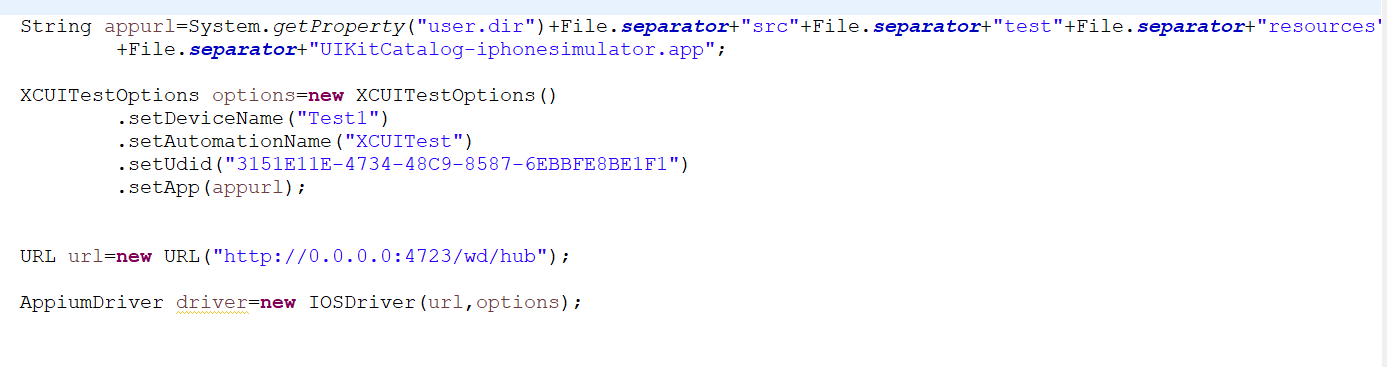 String appurl=System.getProperty("user.dir")+File.separator+"src"+File.separator+"test"+File.separator+"resources"
+File.separator+"UIKitCatalog-iphonesimulator.app";
XCUITestOptions options=new XCUITestOptions()
.setDeviceName("Test1")
.setAutomationName("XCUITest")
.setUdid("3151E11E-4734-48C9-8587-6EBBFE8BE1F1")
.setApp(appurl);
URL url=new URL("http://0.0.0.0:4723/wd/hub");
AppiumDriver driver=new IOSDriver(url,options);